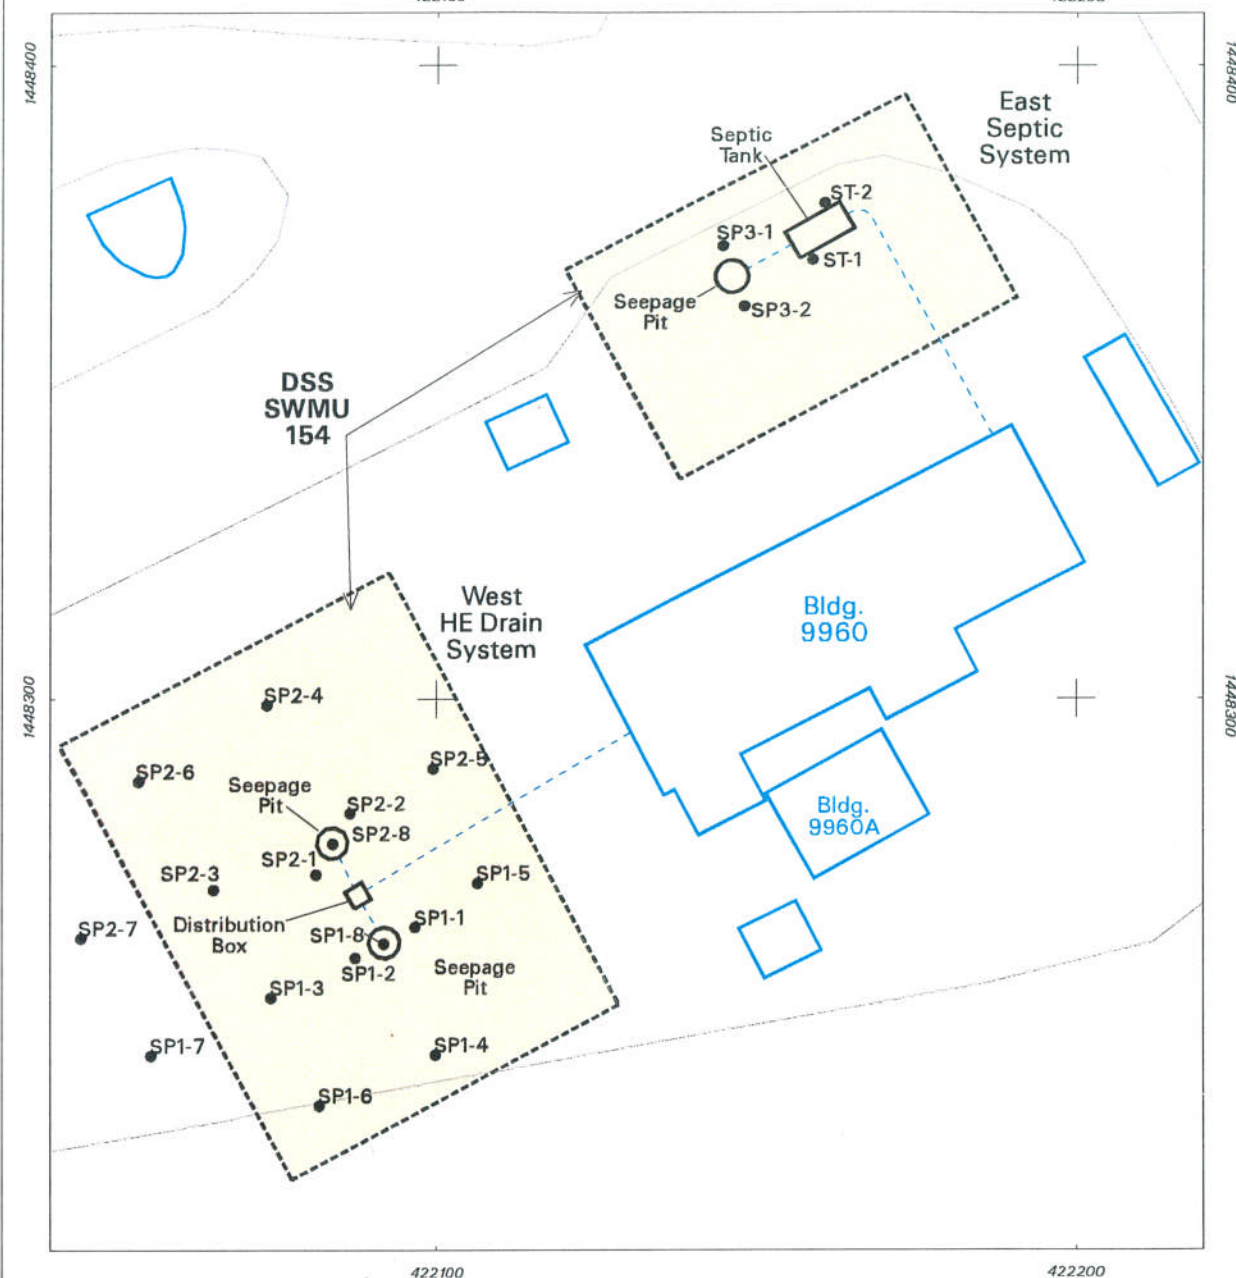 1448400
1448400
East
Septic
System
Septic
Tank
ST-2
SP3-1
ST-1
Seepage
Pit
SP3-2
DSS
SWMU
154
West
HE Drain
System
Bldg.
9960
1448300
1448300
SP2-4
SP2-5
SP2-6
Seepage
Pit
SP2-2
SP2-8
Bldg.
9960A
SP2-1
SP2-3
SP1-5
Distribution
Box
SP1-1
SP2-7
SP1-8
SP1-2
Seepage
Pit
SP1-3
SP1-4
SP1-7
SP1-6
422100
422200